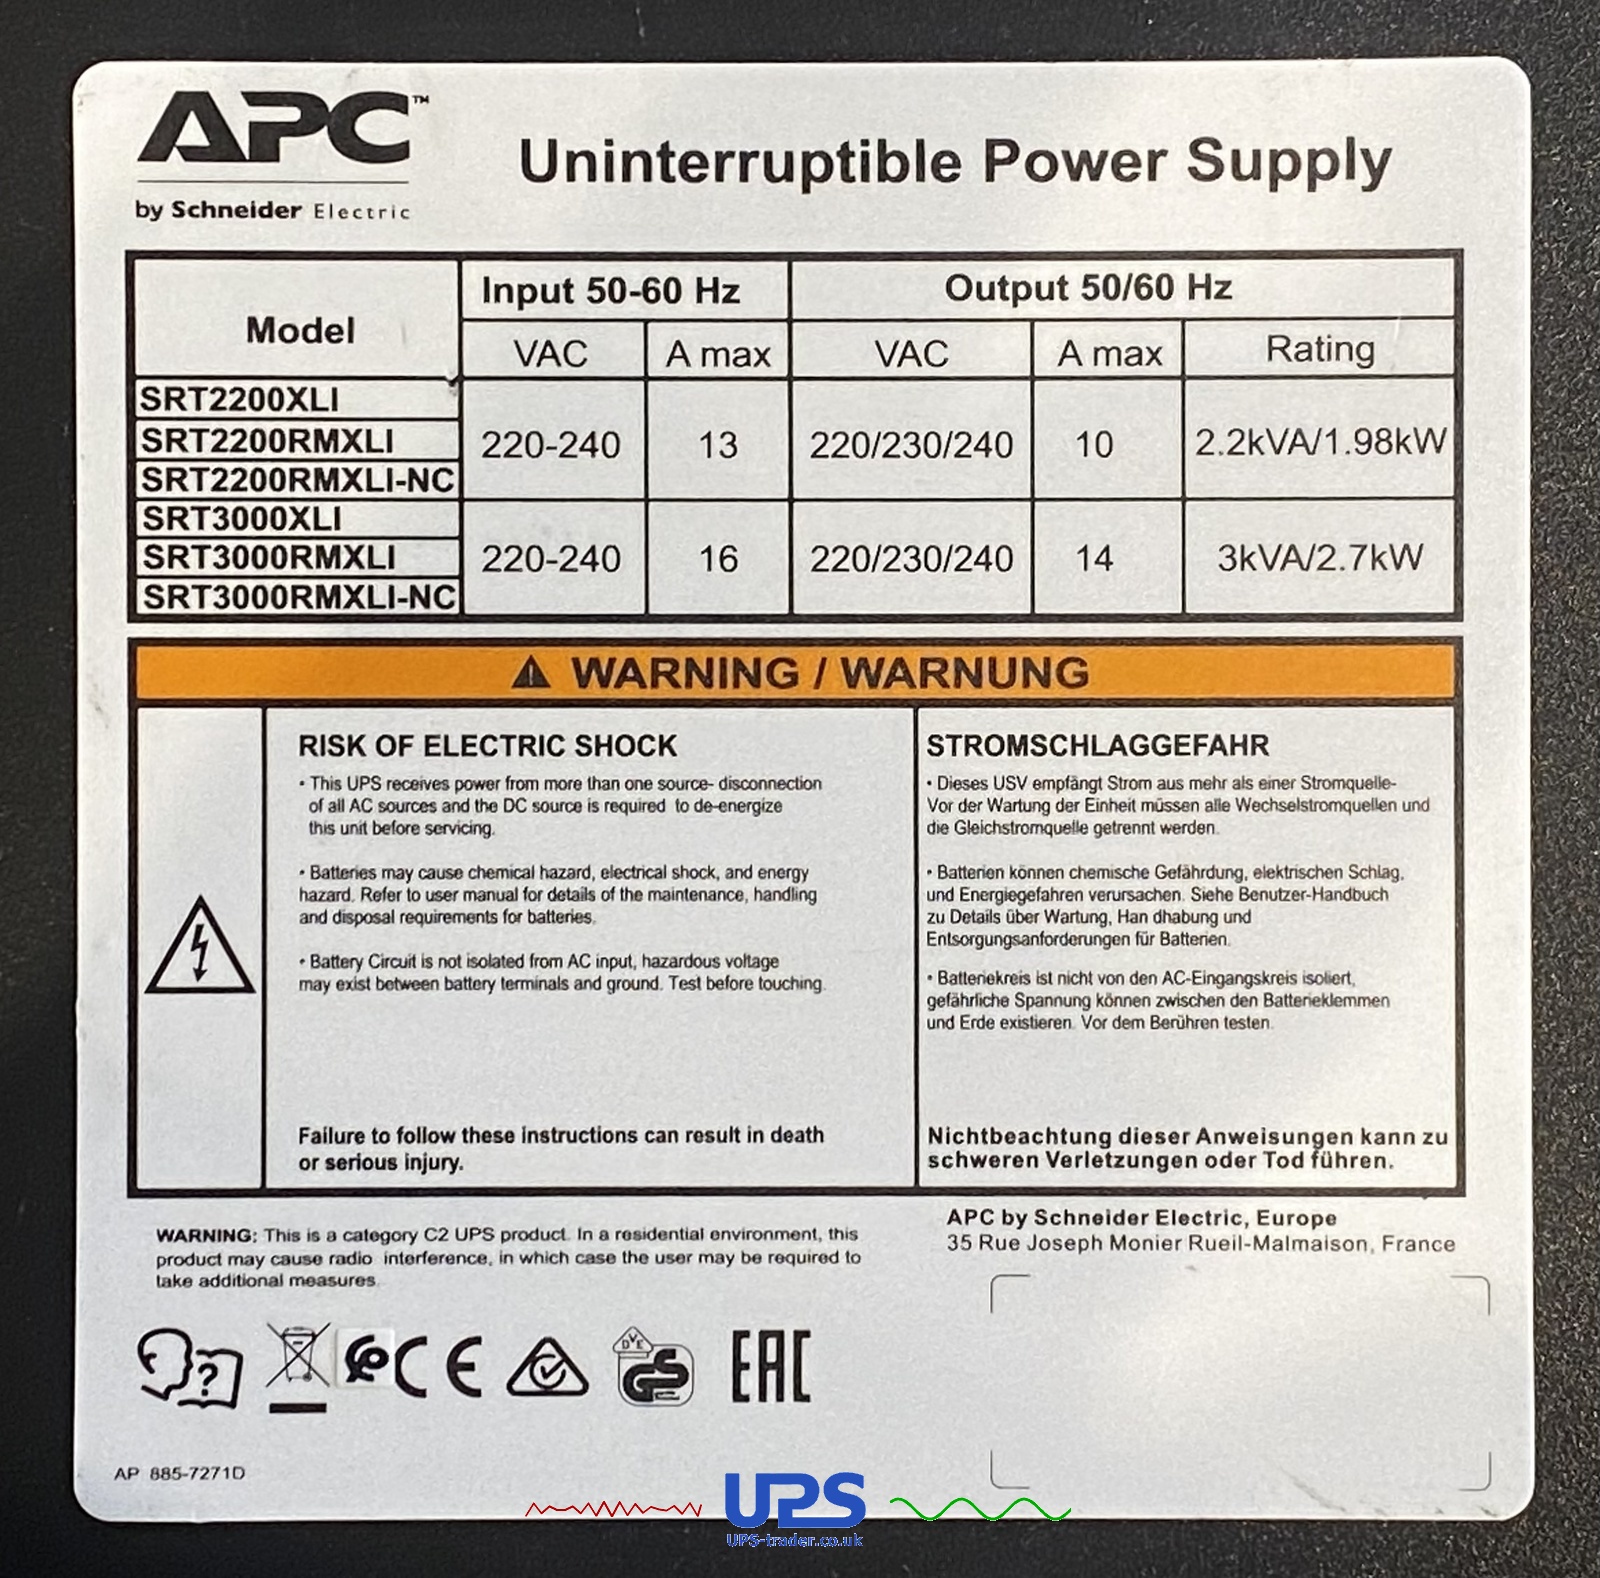 APC™
by Schneider Electric
Uninterruptible Power Supply
Model
Input 50-60 Hz
Output 50/60 Hz
VAC
A max
VAC
A max
Rating
SRT2200XLI
SRT2200RMXLI
SRT2200RMXLI-NC
220-240
13
220/230/240
10
2.2kVA/1.98kW
SRT3000XLI
SRT3000RMXLI
SRT3000RMXLI-NC
220-240
16
220/230/240
14
3kVA/2.7kW
WARNING / WARNUNG
RISK OF ELECTRIC SHOCK
• This UPS receives power from more than one source- disconnection
of all AC sources and the DC source is required to de-energize
this unit before servicing.
• Batteries may cause chemical hazard, electrical shock, and energy
hazard. Refer to user manual for details of the maintenance, handling
and disposal requirements for batteries.
• Battery Circuit is not isolated from AC input, hazardous voltage
may exist between battery terminals and ground. Test before touching.
Failure to follow these instructions can result in death
or serious injury.
STROMSCHLAGGEFAHR
• Dieses USV empfängt Strom aus mehr als einer Stromquelle-
Vor der Wartung der Einheit müssen alle Wechselstromquellen und
die Gleichstromquelle getrennt werden.
• Batterien können chemische Gefährdung, elektrischen Schlag,
und Energiegefahren verursachen. Siehe Benutzer-Handbuch
zu Details über Wartung, Han dhabung und
Entsorgungsanforderungen für Batterien.
• Batteriekreis ist nicht von den AC-Eingangskreis isoliert,
gefährliche Spannung können zwischen den Batterieklemmen
und Erde existieren. Vor dem Berühren testen.
Nichtbeachtung dieser Anweisungen kann zu
schweren Verletzungen oder Tod führen.
WARNING: This is a category C2 UPS product. In a residential environment, this
product may cause radio interference, in which case the user may be required to
take additional measures.
APC by Schneider Electric, Europe
35 Rue Joseph Monier Rueil-Malmaison, France
?
CE
DVE
GS
EAC
AP 885-7271D
UPS
UPS-trader.co.uk